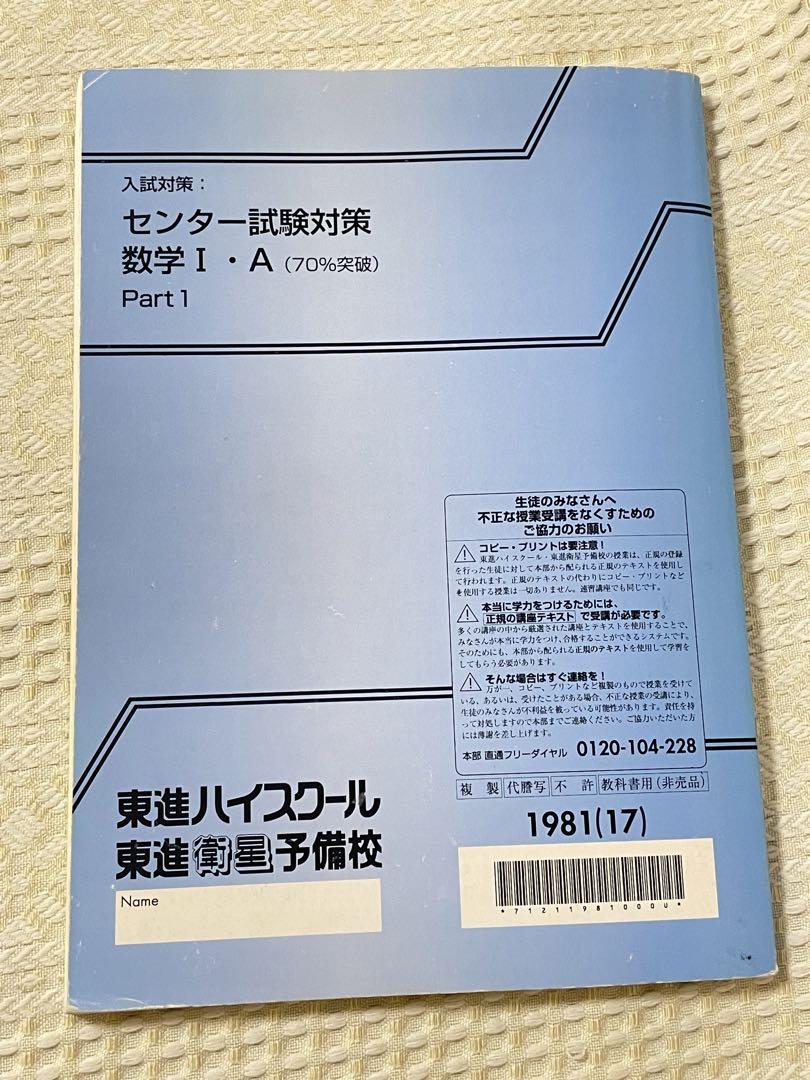 入試対策：
センター試験対策
数学Ⅰ・A（70％突破）
Part 1
生徒のみなさんへ
不正な授業受講をなくすための
ご協力のお願い
コピー・プリントは要注意！
東進ハイスクール・東進衛星予備校の授業は、正規の登録
を行った生徒に対して本部から配られる正規のテキストを使用し
て行われます。正規のテキストの代わりにコピー・プリントなど
を使用する授業は一切ありません。速習講座でも同じです。
本当に学力をつけるためには、
正規の講座テキストで受講が必要です。
多くの講座の中から厳選された講座とテキストを使用することで、
みなさんが本当に学力をつけ、合格することができるシステムです。
そのためにも、本部から配られる正規のテキストを使用して学習を
してもらう必要があります。
そんな場合はすぐ連絡を！
万が一、コピー、プリントなど複製のもので授業を受けて
いる、あるいは、受けたことがある場合、不正な授業の受講により、
生徒のみなさんが不利益を被っている可能性があります。責任を持
って対処しますので本部までご連絡ください。ご協力いただいた方
には薄謝を差し上げます。
本部 直通フリーダイヤル 0120-104-228
複製 代謄写 不許 教科書用（非売品）
1981(17)
*712119810000U*
東進ハイスクール
東進衛星予備校
Name